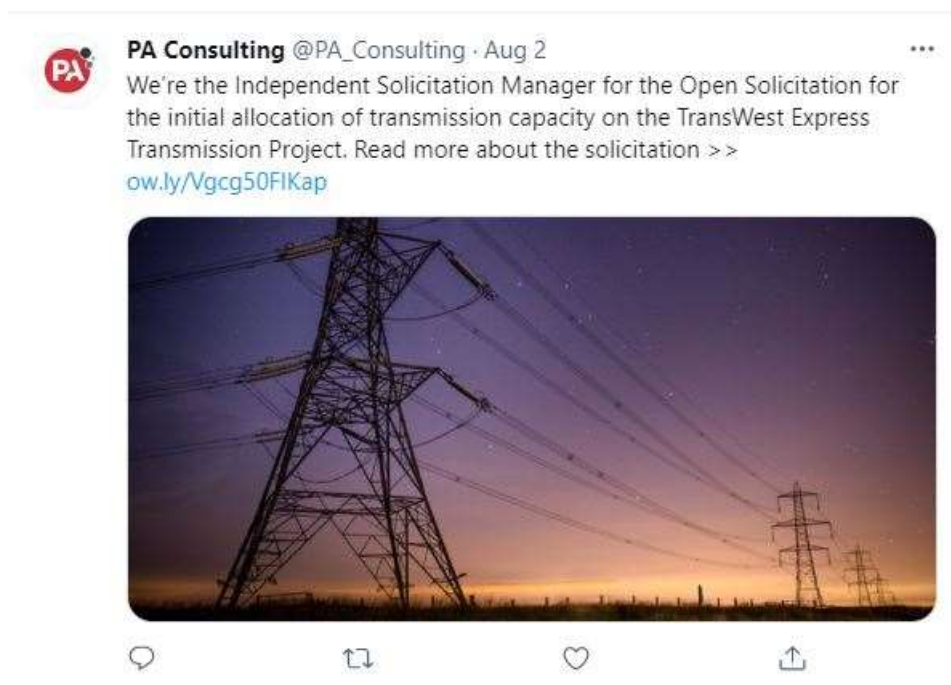 PA
PA Consulting @PA_Consulting · Aug 2
We're the Independent Solicitation Manager for the Open Solicitation for
the initial allocation of transmission capacity on the TransWest Express
Transmission Project. Read more about the solicitation >>
ow.ly/Vgcg50FIKap